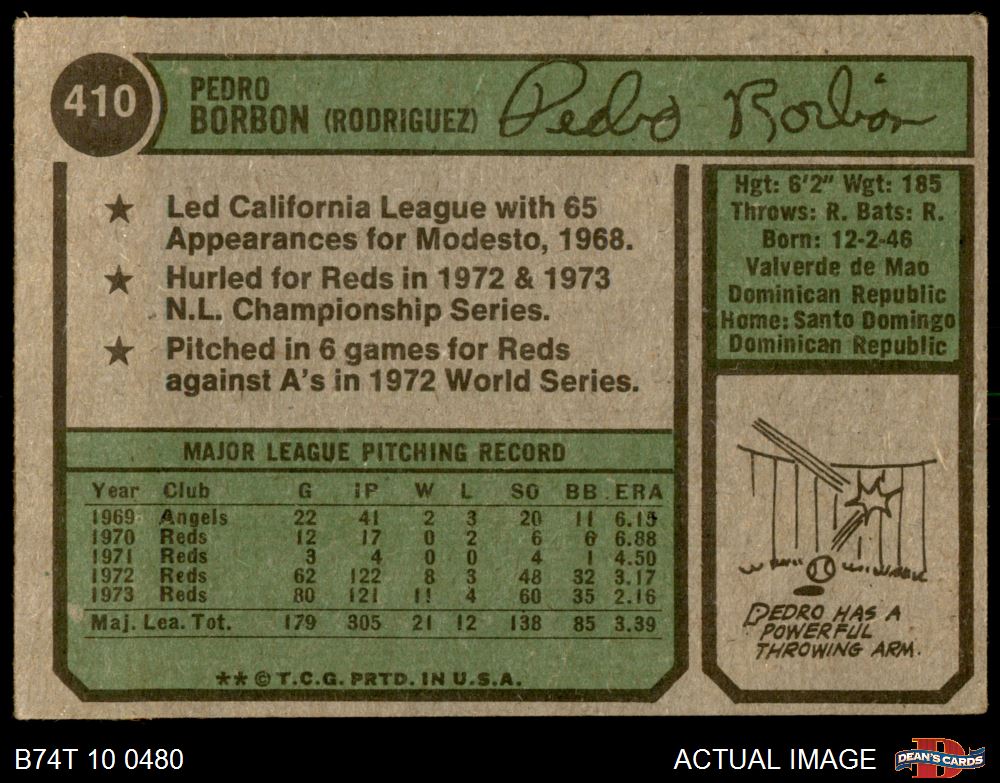 410
PEDRO
BORBON (RODRIGUEZ)
Pedro Borbon
★ Led California League with 65
Appearances for Modesto, 1968.
★ Hurled for Reds in 1972 & 1973
N.L. Championship Series.
★ Pitched in 6 games for Reds
against A's in 1972 World Series.
Hgt: 6'2" Wgt: 185
Throws: R. Bats: R.
Born: 12-2-46
Valverde de Mao
Dominican Republic
Home: Santo Domingo
Dominican Republic
MAJOR LEAGUE PITCHING RECORD
Year Club G IP W L SO BB ERA
1969 Angels 22 41 2 3 20 11 6.15
1970 Reds 12 17 0 2 6 6 6.88
1971 Reds 3 4 0 0 4 1 4.50
1972 Reds 62 122 8 3 48 32 3.17
1973 Reds 80 121 11 4 60 35 2.16
Maj. Lea. Tot. 179 305 21 12 138 85 3.39
**© T.C.G. PRTD. IN U.S.A.
PEDRO HAS A
POWERFUL
THROWING ARM.
B74T 10 0480
ACTUAL IMAGE
D
DEAN'S CARDS